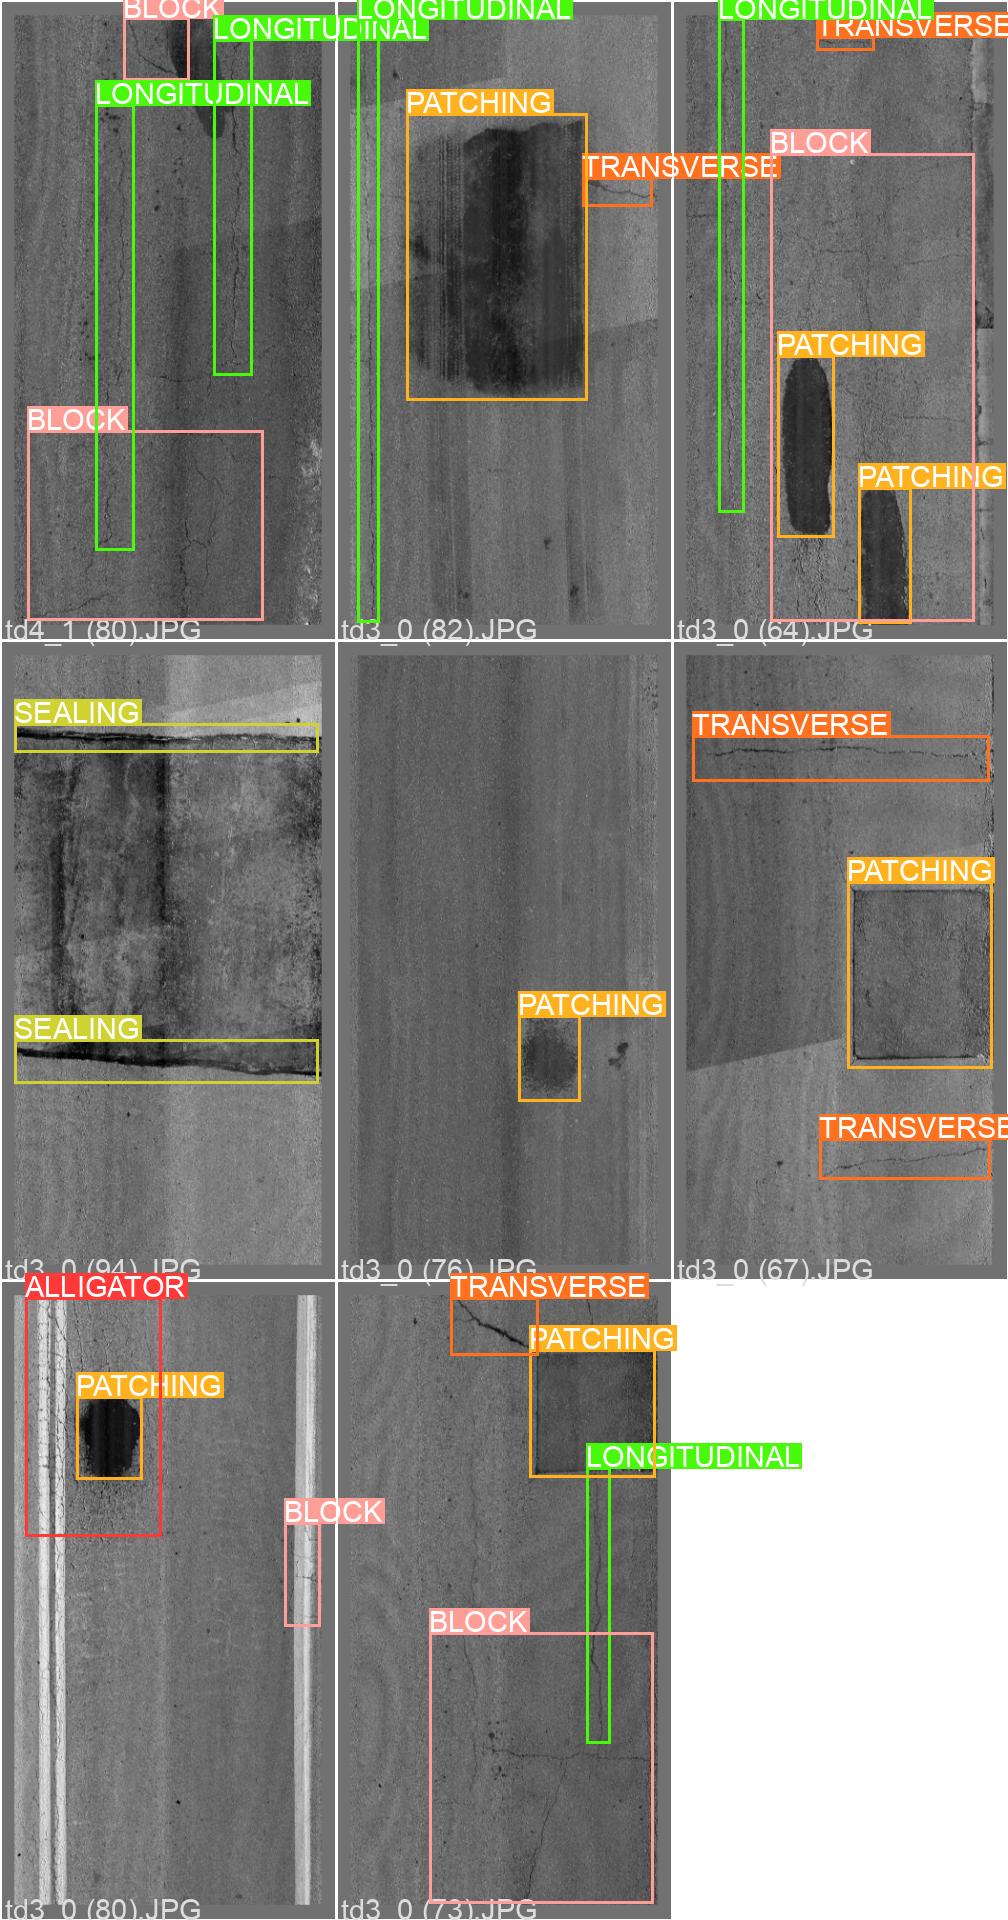 BLOCK
LONGITUDINAL
LONGITUDINAL
BLOCK
td4_1 (80).JPG
LONGITUDINAL
PATCHING
TRANSVERSE
td3_0 (82).JPG
LONGITUDINAL
TRANSVERSE
BLOCK
PATCHING
PATCHING
td3_0 (64).JPG
SEALING
SEALING
td3_0 (94).JPG
PATCHING
td3_0 (76).JPG
TRANSVERSE
PATCHING
TRANSVERSE
td3_0 (67).JPG
ALLIGATOR
PATCHING
BLOCK
td3_0 (80).JPG
TRANSVERSE
PATCHING
LONGITUDINAL
BLOCK
td3_0 (73).JPG